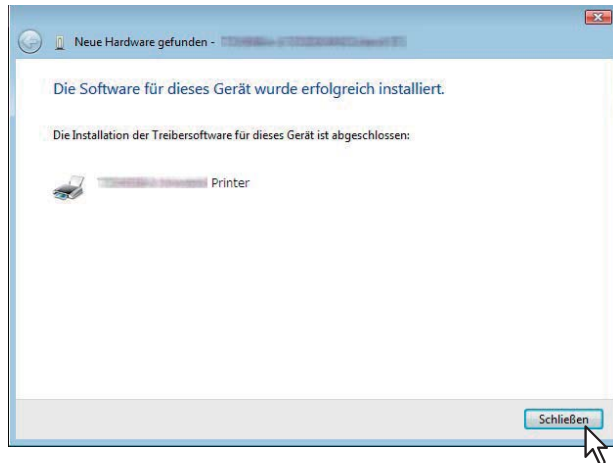 Neue Hardware gefunden -
Die Software für dieses Gerät wurde erfolgreich installiert.
Die Installation der Treibersoftware für dieses Gerät ist abgeschlossen:
Printer
Schließen